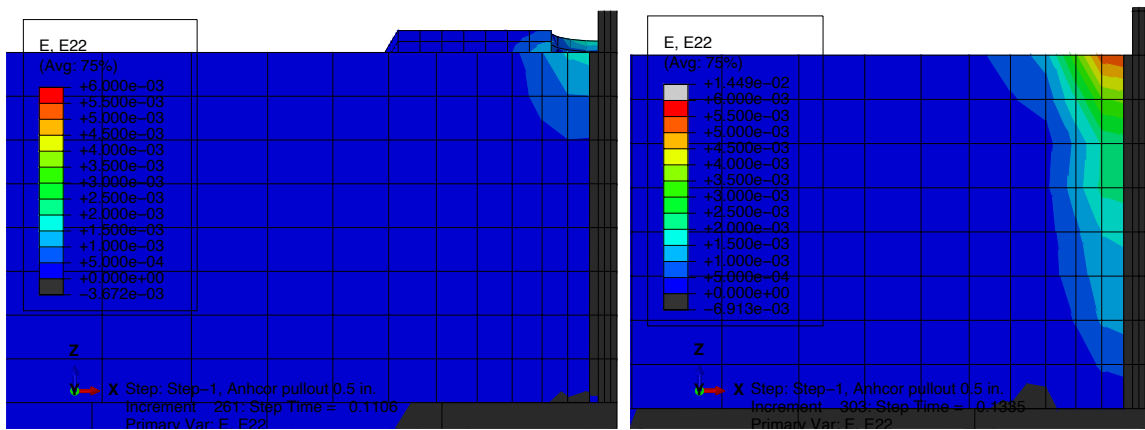 E, E22
(Avg: 75%)
+6.000e−03
+5.500e−03
+5.000e−03
+4.500e−03
+4.000e−03
+3.500e−03
+3.000e−03
+2.500e−03
+2.000e−03
+1.500e−03
+1.000e−03
+5.000e−04
+0.000e+00
−3.672e−03
Z
Y
X
Step: Step−1, Anhcor pullout 0.5 in.
Increment 261: Step Time = 0.1106
Primary Var: E, E22
E, E22
(Avg: 75%)
+1.449e−02
+6.000e−03
+5.500e−03
+5.000e−03
+4.500e−03
+4.000e−03
+3.500e−03
+3.000e−03
+2.500e−03
+2.000e−03
+1.500e−03
+1.000e−03
+5.000e−04
+0.000e+00
−6.913e−03
Z
Y
X
Step: Step−1, Anhcor pullout 0.5 in.
Increment 303: Step Time = 0.1385
Primary Var: E, E22